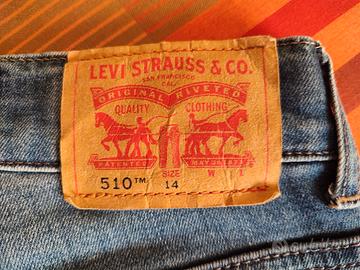 LEVI STRAUSS & CO.
SAN FRANCISCO
CAL.
ORIGINAL RIVETED
QUALITY CLOTHING
PATENTED MAY 20 1873
SIZE W L
510™ 14